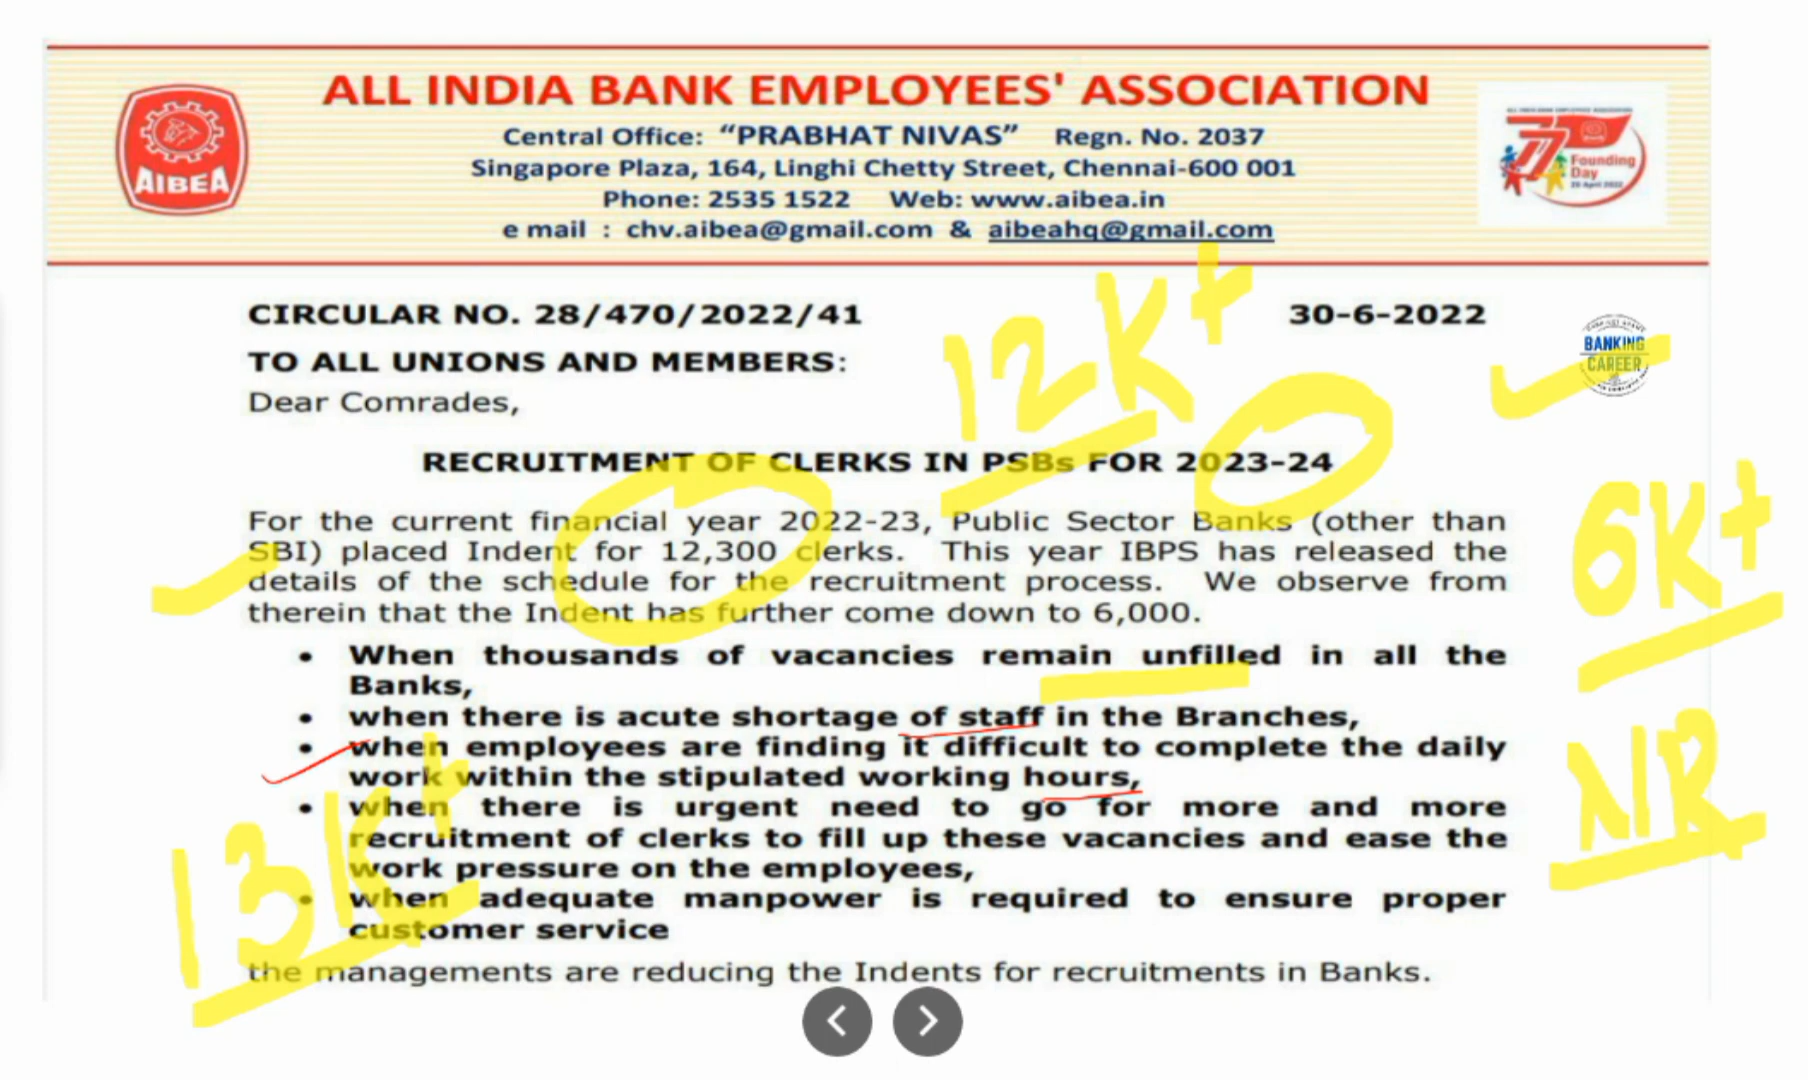 ALL INDIA BANK EMPLOYEES' ASSOCIATION
Central Office: “PRABHAT NIVAS” Regn. No. 2037
Singapore Plaza, 164, Linghi Chetty Street, Chennai-600 001
Phone: 2535 1522 Web: www.aibea.in
e mail : chv.aibea@gmail.com & aibeahq@gmail.com
AIBEA
77
Founding
Day
CIRCULAR NO. 28/470/2022/41 30-6-2022
TO ALL UNIONS AND MEMBERS:
Dear Comrades,
12K+
BANKING
CAREER
RECRUITMENT OF CLERKS IN PSBs FOR 2023-24
For the current financial year 2022-23, Public Sector Banks (other than
SBI) placed Indent for 12,300 clerks. This year IBPS has released the
details of the schedule for the recruitment process. We observe from
therein that the Indent has further come down to 6,000.
6K+
• When thousands of vacancies remain unfilled in all the
Banks,
• when there is acute shortage of staff in the Branches,
• when employees are finding it difficult to complete the daily
work within the stipulated working hours,
• when there is urgent need to go for more and more
recruitment of clerks to fill up these vacancies and ease the
work pressure on the employees,
• when adequate manpower is required to ensure proper
customer service
NR
13K+
the managements are reducing the Indents for recruitments in Banks.